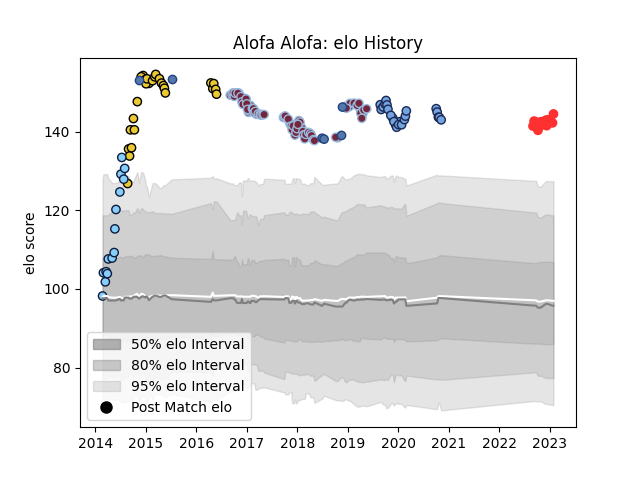 Alofa Alofa: elo History
elo score
140
120
100
80
50% elo Interval
80% elo Interval
95% elo Interval
Post Match elo
2014 2015 2016 2017 2018 2019 2020 2021 2022 2023